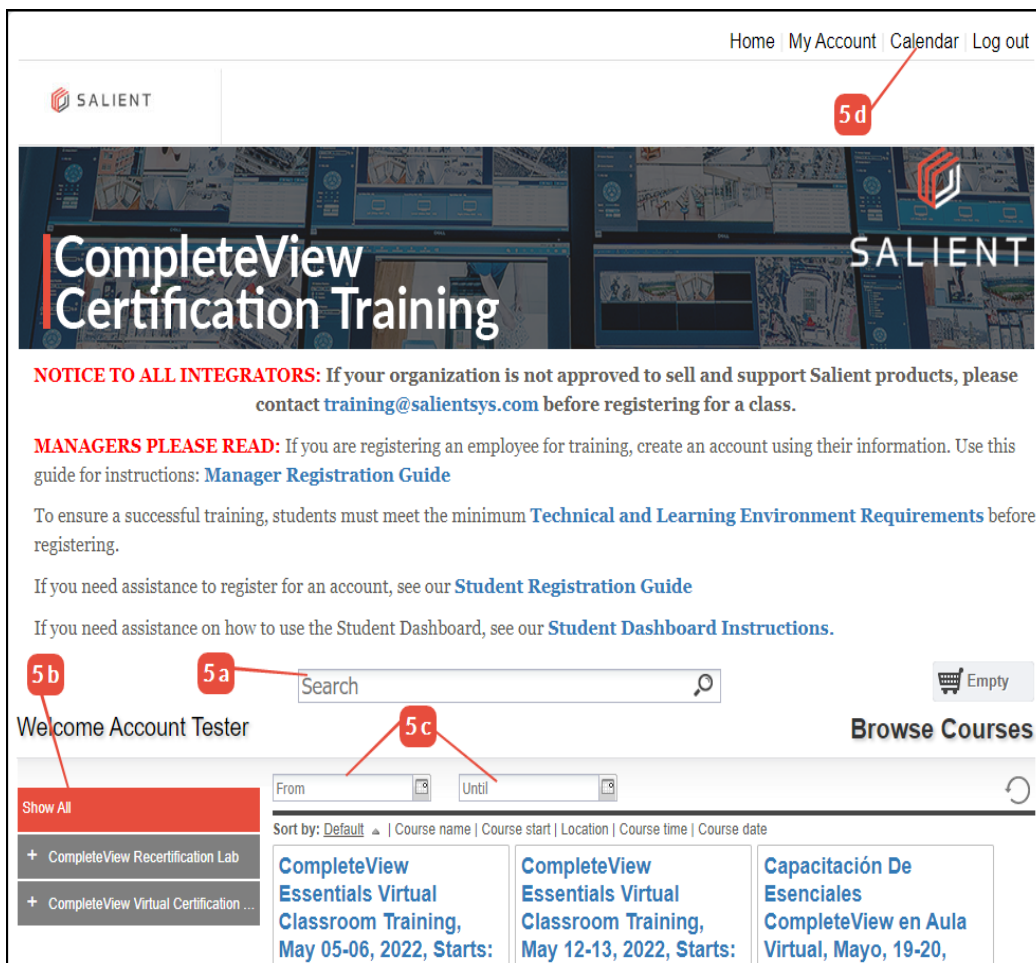 Home | My Account | Calendar | Log out
SALIENT
5d
CompleteView
Certification Training
SALIENT
NOTICE TO ALL INTEGRATORS: If your organization is not approved to sell and support Salient products, please
contact training@salientsys.com before registering for a class.
MANAGERS PLEASE READ: If you are registering an employee for training, create an account using their information. Use this
guide for instructions: Manager Registration Guide
To ensure a successful training, students must meet the minimum Technical and Learning Environment Requirements before
registering.
If you need assistance to register for an account, see our Student Registration Guide
If you need assistance on how to use the Student Dashboard, see our Student Dashboard Instructions.
5b
5a
Search
Empty
Welcome Account Tester
5c
Browse Courses
From
Until
Show All
Sort by: Default | Course name | Course start | Location | Course time | Course date
+ CompleteView Recertification Lab
+ CompleteView Virtual Certification ...
CompleteView
Essentials Virtual
Classroom Training,
May 05-06, 2022, Starts:
CompleteView
Essentials Virtual
Classroom Training,
May 12-13, 2022, Starts:
Capacitación De
Esenciales
CompleteView en Aula
Virtual, Mayo, 19-20,